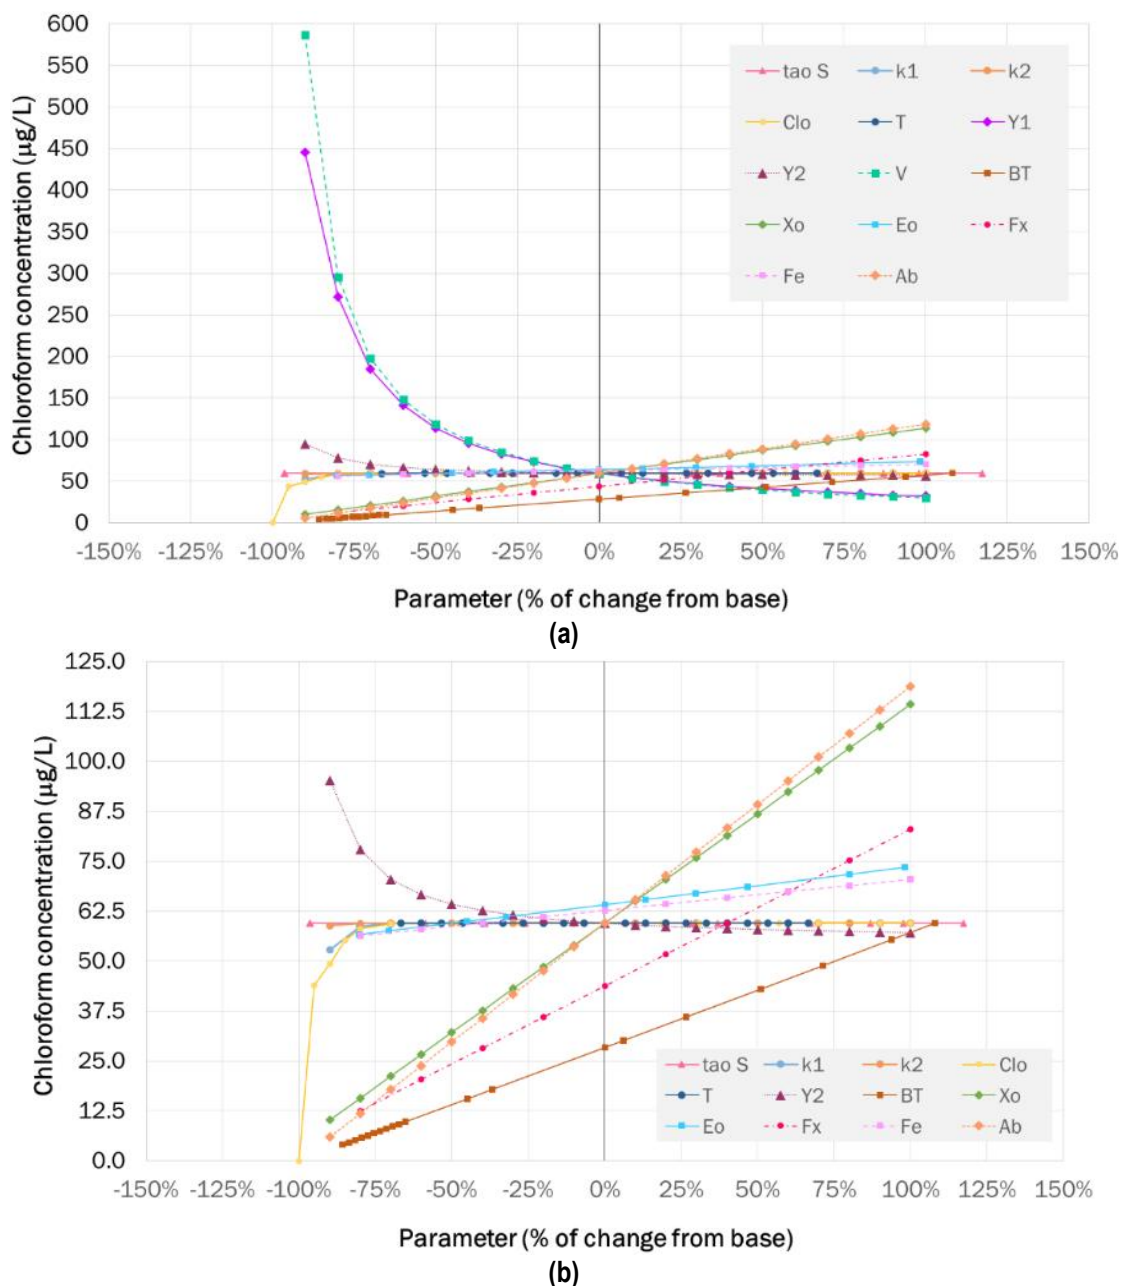 600
550
500
450
400
350
300
250
200
150
100
50
0
Chloroform concentration (µg/L)
tao S k1 k2
Clo T Y1
Y2 V BT
Xo Eo Fx
Fe Ab
-150% -125% -100% -75% -50% -25% 0% 25% 50% 75% 100% 125% 150%
Parameter (% of change from base)
(a)
125.0
112.5
100.0
87.5
75.0
62.5
50.0
37.5
25.0
12.5
0.0
Chloroform concentration (µg/L)
tao S k1 k2 Clo
T Y2 BT Xo
Eo Fx Fe Ab
-150% -125% -100% -75% -50% -25% 0% 25% 50% 75% 100% 125% 150%
Parameter (% of change from base)
(b)